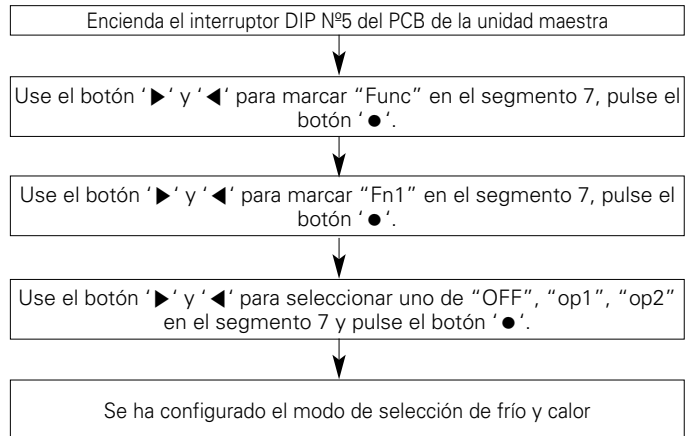 Encienda el interruptor DIP Nº5 del PCB de la unidad maestra
Use el botón ‘▶‘ y ‘◀‘ para marcar “Func” en el segmento 7, pulse el
botón ‘●‘.
Use el botón ‘▶‘ y ‘◀‘ para marcar “Fn1” en el segmento 7, pulse el
botón ‘●‘.
Use el botón ‘▶‘ y ‘◀‘ para seleccionar uno de “OFF”, “op1”, “op2”
en el segmento 7 y pulse el botón ‘●‘.
Se ha configurado el modo de selección de frío y calor